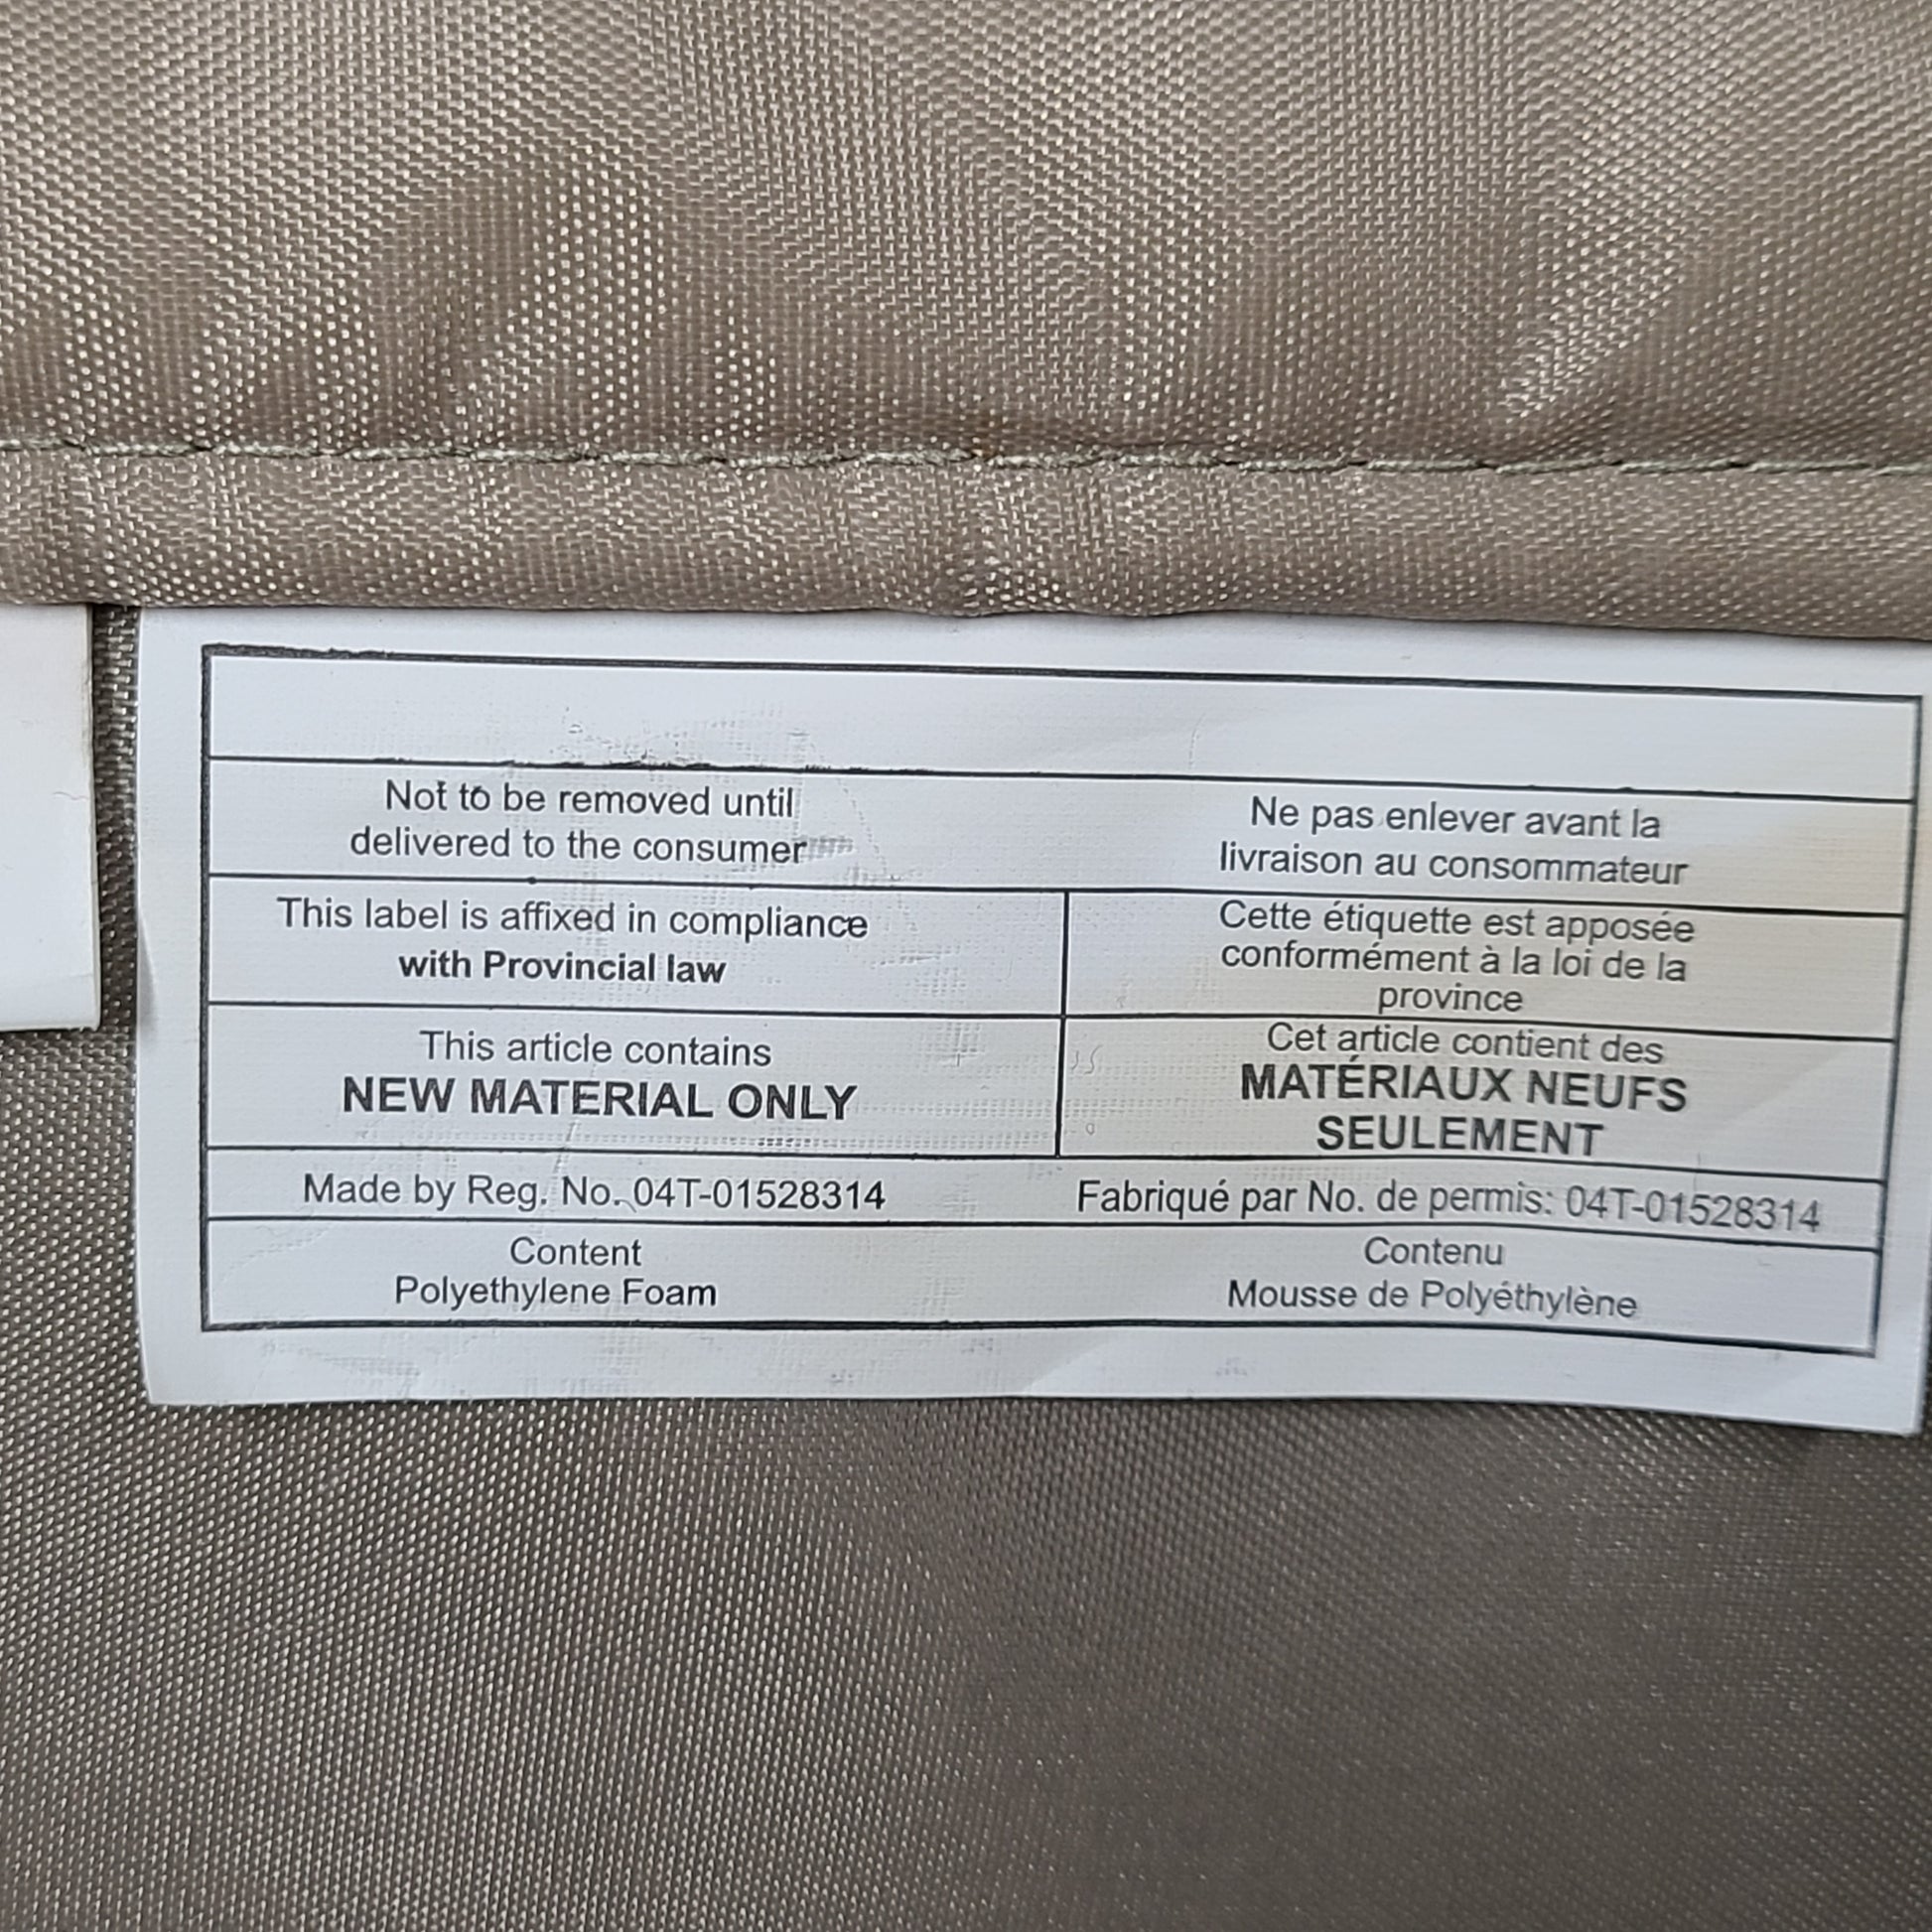 Not to be removed until
delivered to the consumer
Ne pas enlever avant la
livraison au consommateur
This label is affixed in compliance
with Provincial law
Cette étiquette est apposée
conformément à la loi de la
province
This article contains
NEW MATERIAL ONLY
Cet article contient des
MATÉRIAUX NEUFS
SEULEMENT
Made by Reg. No. 04T-01528314
Fabriqué par No. de permis: 04T-01528314
Content
Polyethylene Foam
Contenu
Mousse de Polyéthylène